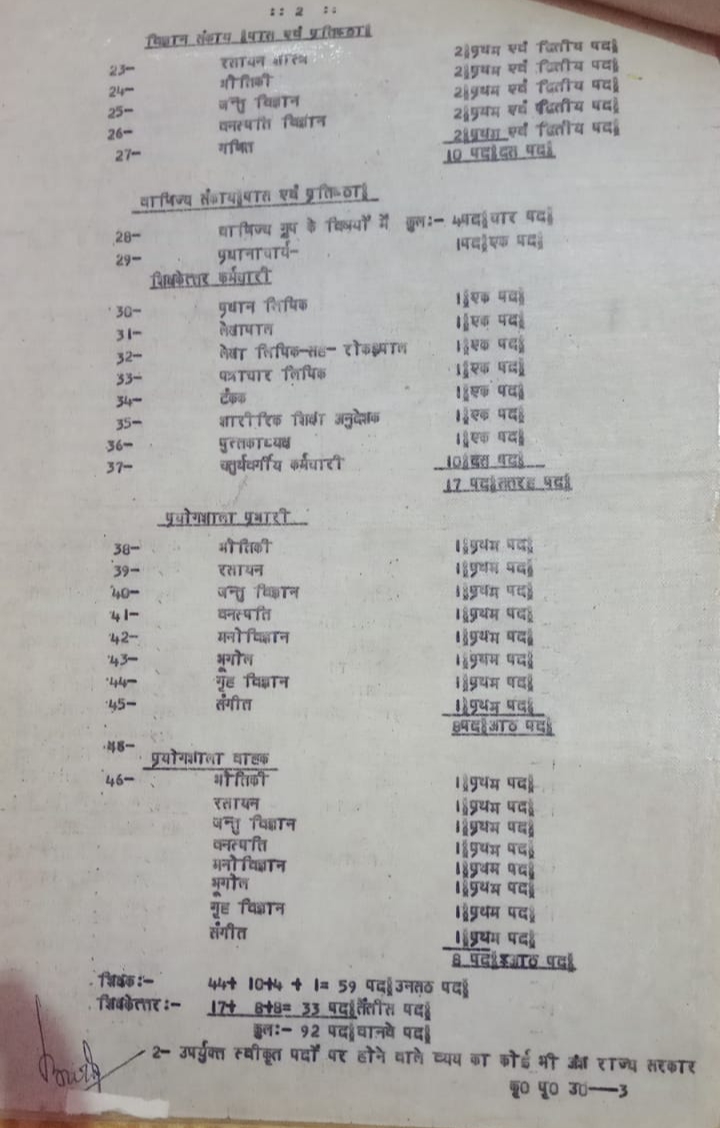 :: 2 ::
विज्ञान संकाय (पास एवं प्रतिष्ठा)
23- रसायन शास्त्र 2(प्रथम एवं द्वितीय पद)
24- भौतिकी 2(प्रथम एवं द्वितीय पद)
25- जन्तु विज्ञान 2(प्रथम एवं द्वितीय पद)
26- वनस्पति विज्ञान 2(प्रथम एवं द्वितीय पद)
27- गणित 2(प्रथम एवं द्वितीय पद)
10 पद(दस पद)
वाणिज्य संकाय(पास एवं प्रतिष्ठा)
28- वाणिज्य ग्रुप के विषयों में कुल:- 4पद(चार पद)
29- प्रधानाचार्य- 1पद(एक पद)
शिक्षकेत्तर कर्मचारी
30- प्रधान लिपिक 1(एक पद)
31- लेखापाल 1(एक पद)
32- लेखा लिपिक-सह- रोकड़पाल 1(एक पद)
33- पत्राचार लिपिक 1(एक पद)
34- टंकक 1(एक पद)
35- शारीरिक शिक्षा अनुदेशक 1(एक पद)
36- पुस्तकाध्यक्ष 1(एक पद)
37- चतुर्थवर्गीय कर्मचारी 10(दस पद)
17 पद(सतरह पद)
प्रयोगशाला प्रभारी
38- भौतिकी 1(प्रथम पद)
39- रसायन 1(प्रथम पद)
40- जन्तु विज्ञान 1(प्रथम पद)
41- वनस्पति 1(प्रथम पद)
42- मनोविज्ञान 1(प्रथम पद)
43- भूगोल 1(प्रथम पद)
44- गृह विज्ञान 1(प्रथम पद)
45- संगीत 1(प्रथम पद)
8पद(आठ पद)
प्रयोगशाला वाहक
46- भौतिकी 1(प्रथम पद)
रसायन 1(प्रथम पद)
जन्तु विज्ञान 1(प्रथम पद)
वनस्पति 1(प्रथम पद)
मनोविज्ञान 1(प्रथम पद)
भूगोल 1(प्रथम पद)
गृह विज्ञान 1(प्रथम पद)
संगीत 1(प्रथम पद)
8 पद(आठ पद)
शिक्षक:- 44+ 10+4 + 1= 59 पद(उनसठ पद)
शिक्षकेत्तर:- 17+ 8+8= 33 पद(तैंतीस पद)
कुल:- 92 पद(वानवे पद)
2- उपर्युक्त स्वीकृत पदों पर होने वाले व्यय का कोई भी अंश राज्य सरकार
कृ0 पृ0 उ0---3